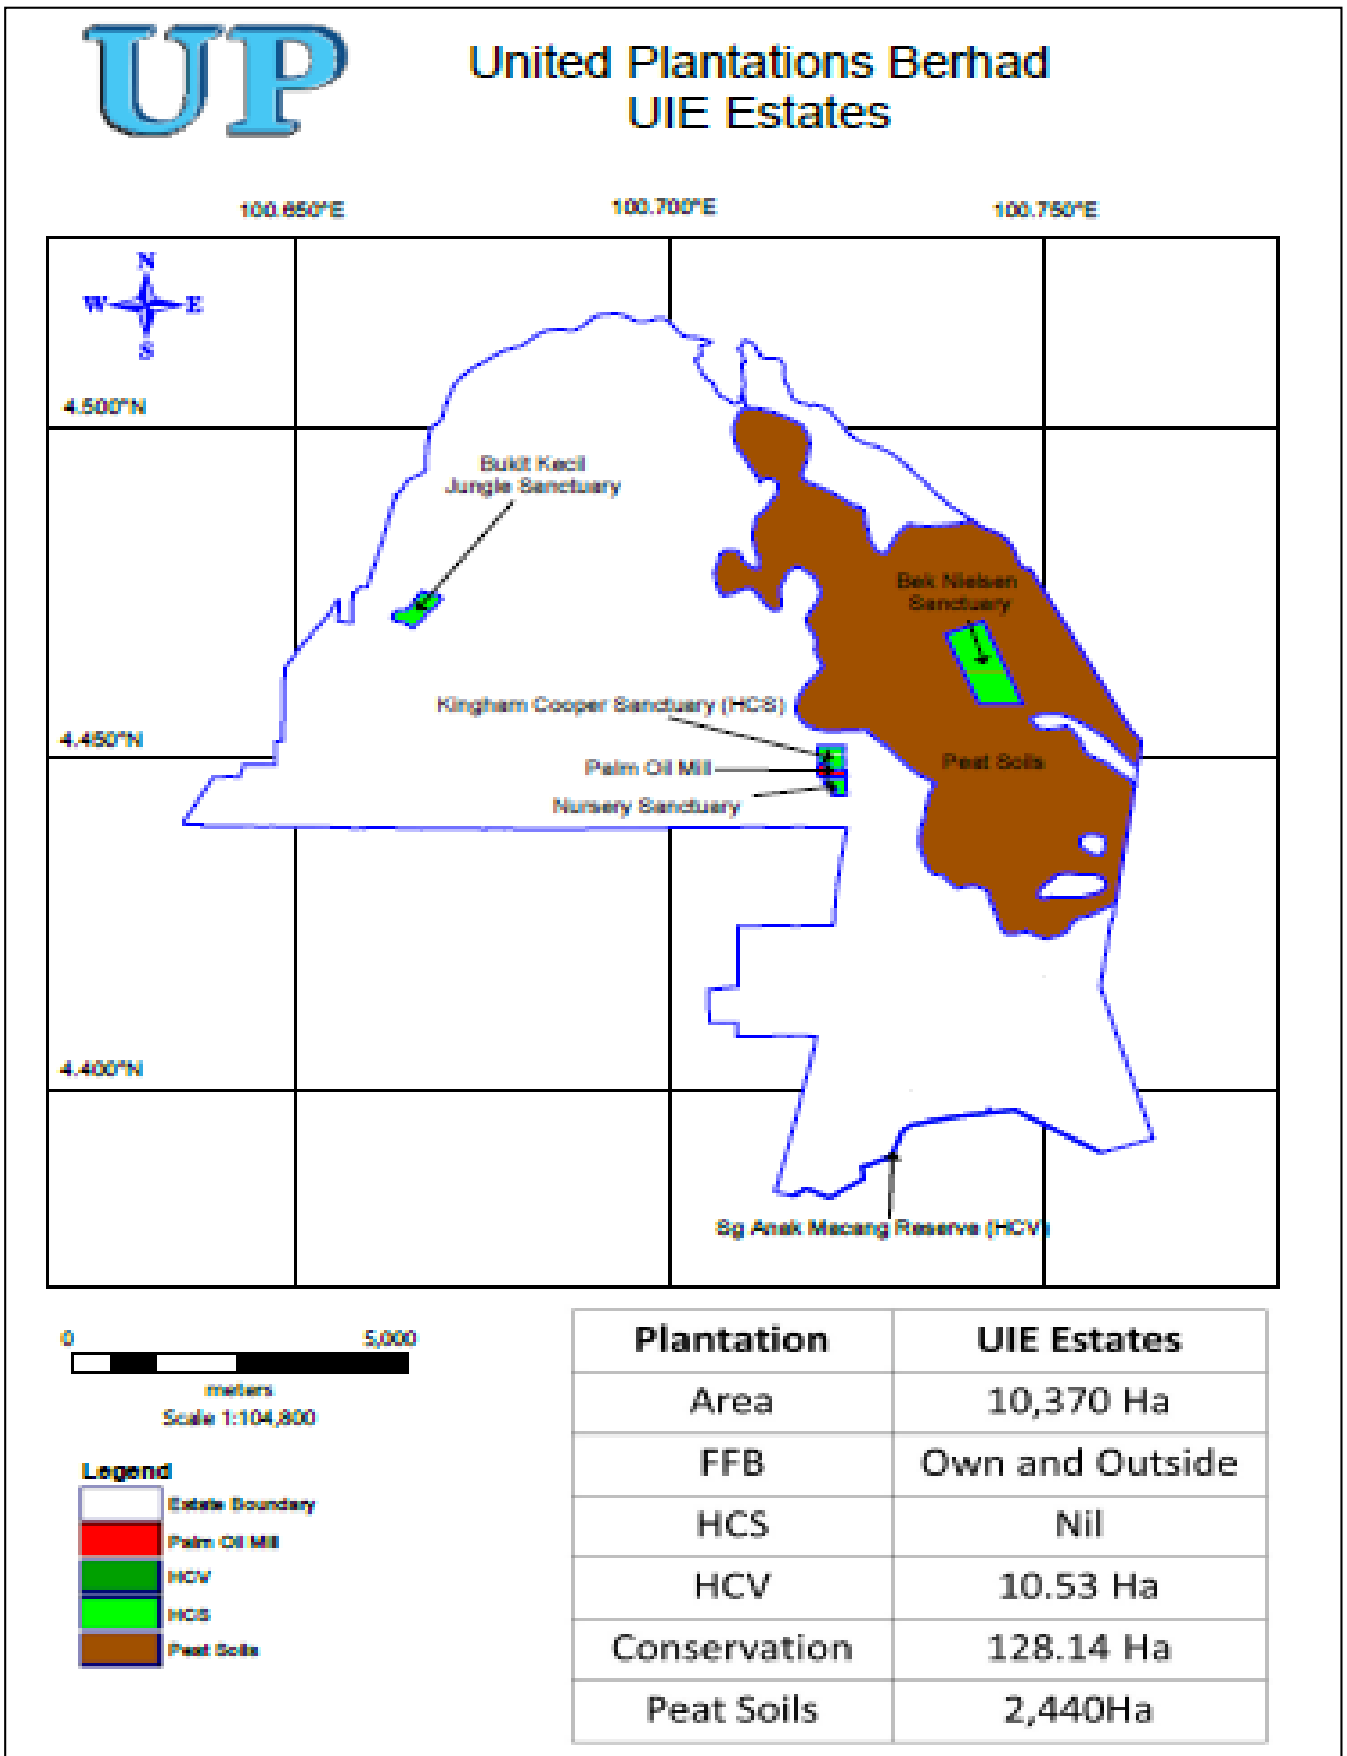 UP
United Plantations Berhad
UIE Estates
100.650°E
100.700°E
100.750°E
N
W
E
S
4.500°N
Bukit Kecil
Jungle Sanctuary
Bek Nielsen
Sanctuary
Kingham Cooper Sanctuary (HCS)
4.450°N
Palm Oil Mill
Peat Soils
Nursery Sanctuary
4.400°N
Sg Anak Macang Reserve (HCV)
0 5,000
meters
Scale 1:104,800
Legend
Estate Boundary
Palm Oil Mill
HCV
HCS
Peat Soils
Plantation UIE Estates
Area 10,370 Ha
FFB Own and Outside
HCS Nil
HCV 10.53 Ha
Conservation 128.14 Ha
Peat Soils 2,440Ha